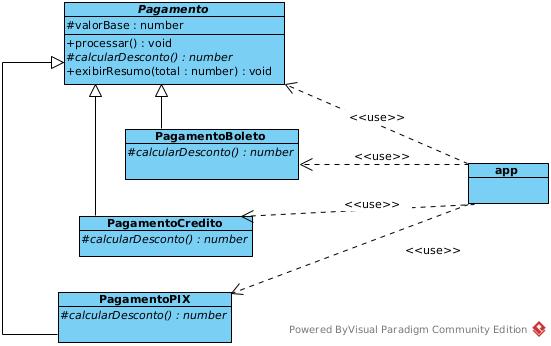 Pagamento
#valorBase : number
+processar() : void
#calcularDesconto() : number
+exibirResumo(total : number) : void
<<use>>
PagamentoBoleto
#calcularDesconto() : number
<<use>>
app
<<use>>
PagamentoCredito
#calcularDesconto() : number
<<use>>
PagamentoPIX
#calcularDesconto() : number
Powered ByVisual Paradigm Community Edition